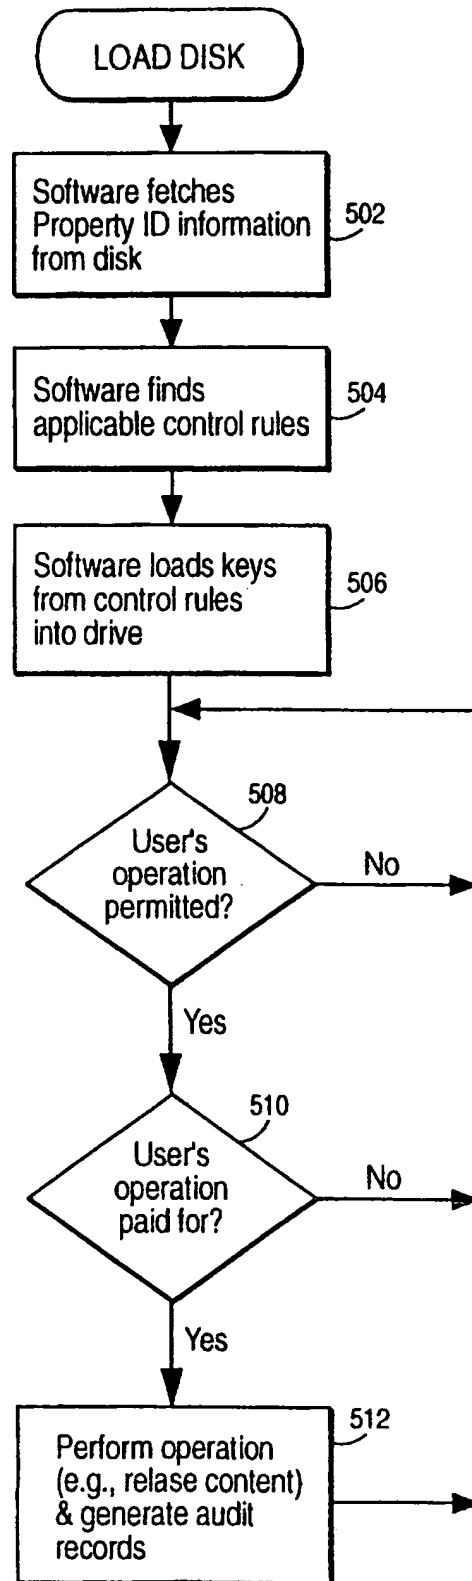 LOAD DISK
Software fetches
Property ID information
from disk
502
Software finds
applicable control rules
504
Software loads keys
from control rules
into drive
506
508
User's
operation
permitted?
No
Yes
510
User's
operation
paid for?
No
Yes
512
Perform operation
(e.g., relase content)
& generate audit
records